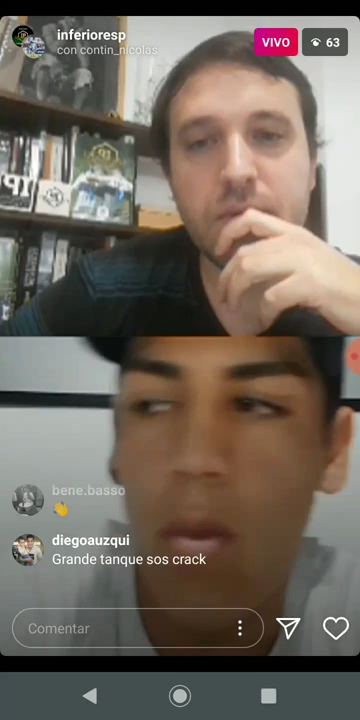 inferioresp
con contin_nicolas
VIVO
63
bene.basso
👏
diegoauzqui
Grande tanque sos crack
Comentar